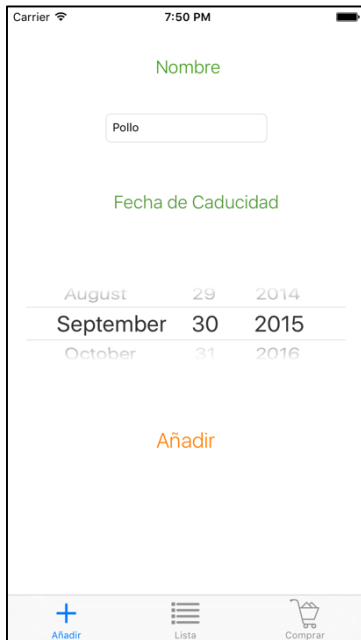 Carrier 7:50 PM
Nombre
Pollo
Fecha de Caducidad
August 29 2014
September 30 2015
October 31 2016
Añadir
Añadir Lista Comprar